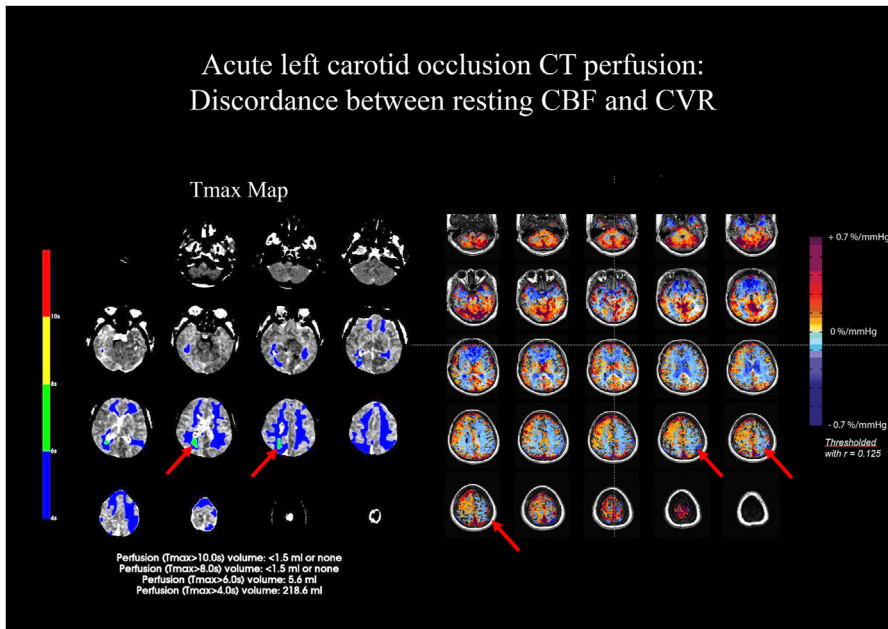 Acute left carotid occlusion CT perfusion:
Discordance between resting CBF and CVR
Tmax Map
10s
8s
6s
4s
+ 0.7 %/mmHg
0 %/mmHg
- 0.7 %/mmHg
Thresholded
with r = 0.125
Perfusion (Tmax>10.0s) volume: <1.5 ml or none
Perfusion (Tmax>8.0s) volume: <1.5 ml or none
Perfusion (Tmax>6.0s) volume: 5.6 ml
Perfusion (Tmax>4.0s) volume: 218.6 ml